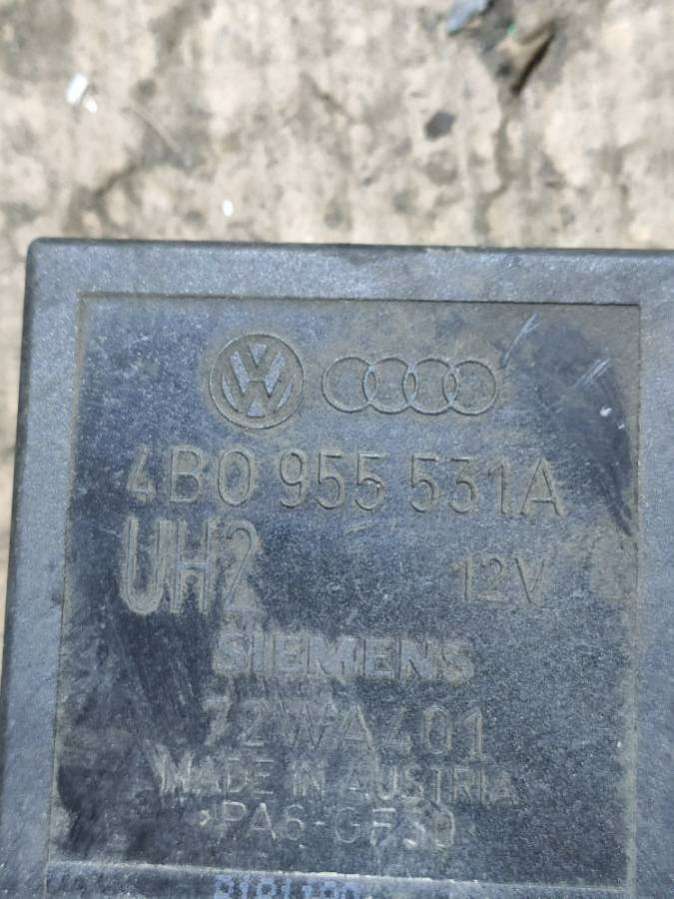 4B0 955 531A
UH2 12V
SIEMENS
72WA401
MADE IN AUSTRIA
>PA6-GF30